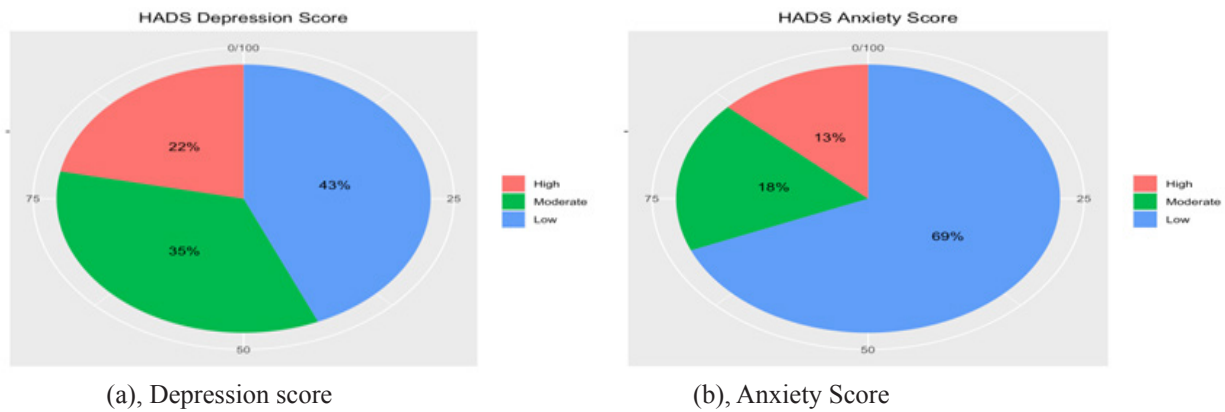 HADS Depression Score
0/100
22%
43%
75
25
35%
50
High
Moderate
Low
(a), Depression score
HADS Anxiety Score
0/100
13%
18%
75
25
69%
50
High
Moderate
Low
(b), Anxiety Score